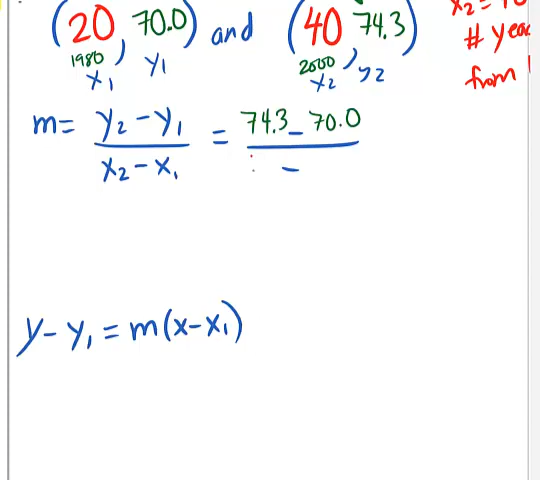 (20, 70.0) and (40, 74.3)
1980 2000 # yea
x₁ y₁ x₂ y₂ from
m = y₂ - y₁ / x₂ - x₁ = 74.3 - 70.0 / -
y - y₁ = m(x - x₁)